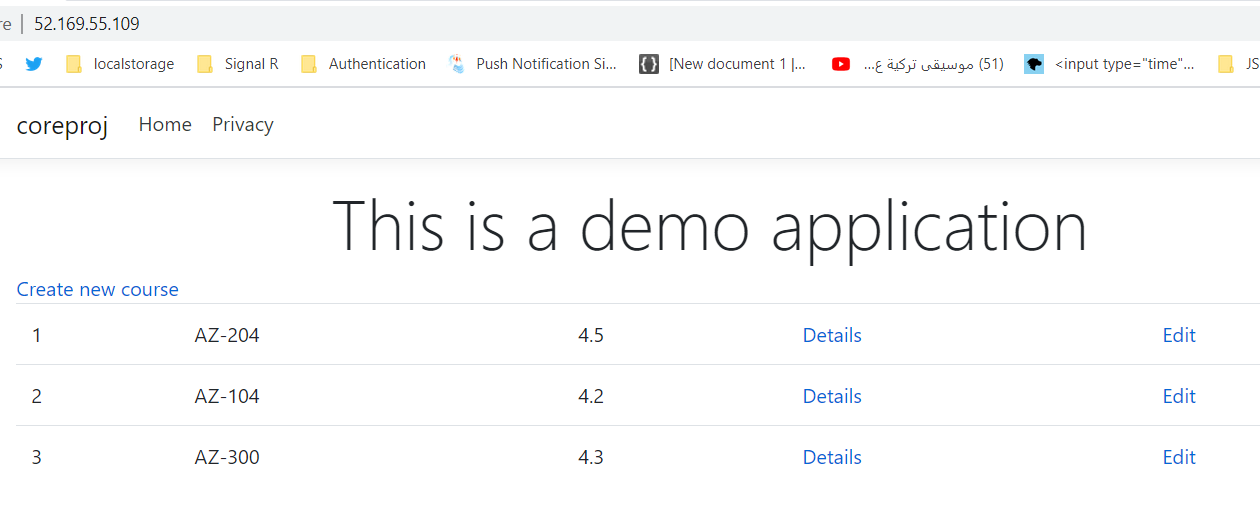 re | 52.169.55.109
S localstorage Signal R Authentication Push Notification Si... [New document 1 |... (51) موسيقى تركية ع... <input type="time"... JS
coreproj Home Privacy
This is a demo application
Create new course
1 AZ-204 4.5 Details Edit
2 AZ-104 4.2 Details Edit
3 AZ-300 4.3 Details Edit